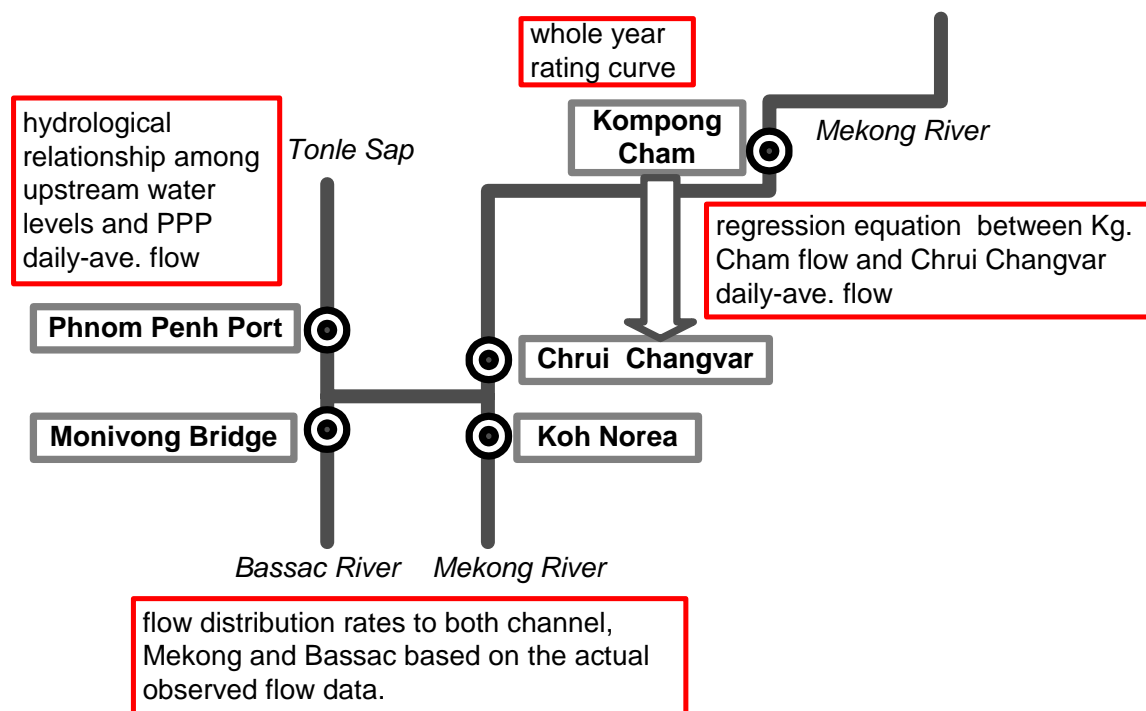 whole year
rating curve
hydrological
relationship among
upstream water
levels and PPP
daily-ave. flow
Tonle Sap
Kompong
Cham
Mekong River
regression equation  between Kg.
Cham flow and Chrui Changvar
daily-ave. flow
Phnom Penh Port
Chrui  Changvar
Monivong Bridge
Koh Norea
Bassac River
Mekong River
flow distribution rates to both channel,
Mekong and Bassac based on the actual
observed flow data.